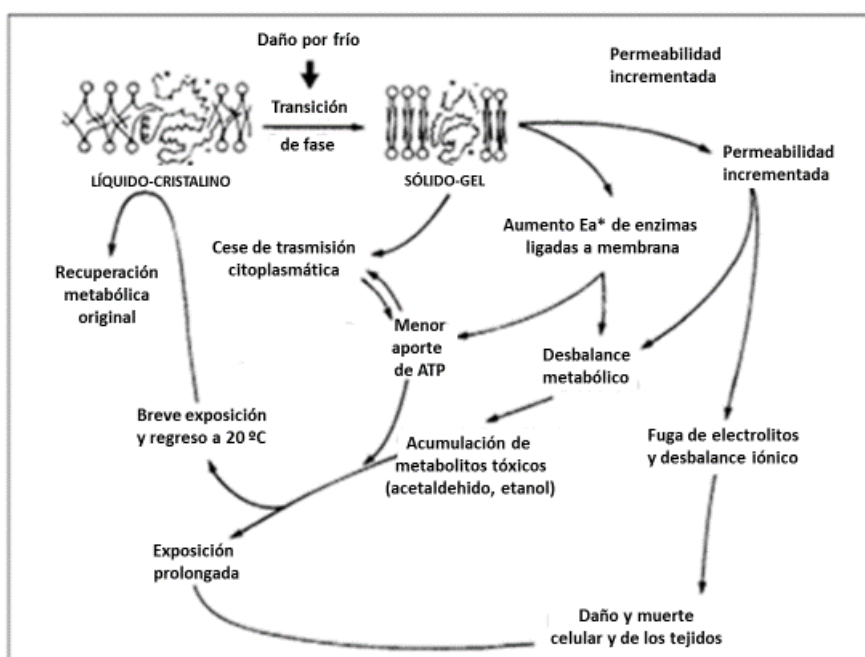 Daño por frío
Permeabilidad
incrementada
Transición
de fase
LÍQUIDO-CRISTALINO
SÓLIDO-GEL
Permeabilidad
incrementada
Aumento Ea* de enzimas
ligadas a membrana
Cese de trasmisión
citoplasmática
Recuperación
metabólica
original
Menor
aporte
de ATP
Desbalance
metabólico
Breve exposición
y regreso a 20 ºC
Acumulación de
metabolitos tóxicos
(acetaldehido, etanol)
Fuga de electrolitos
y desbalance iónico
Exposición
prolongada
Daño y muerte
celular y de los tejidos